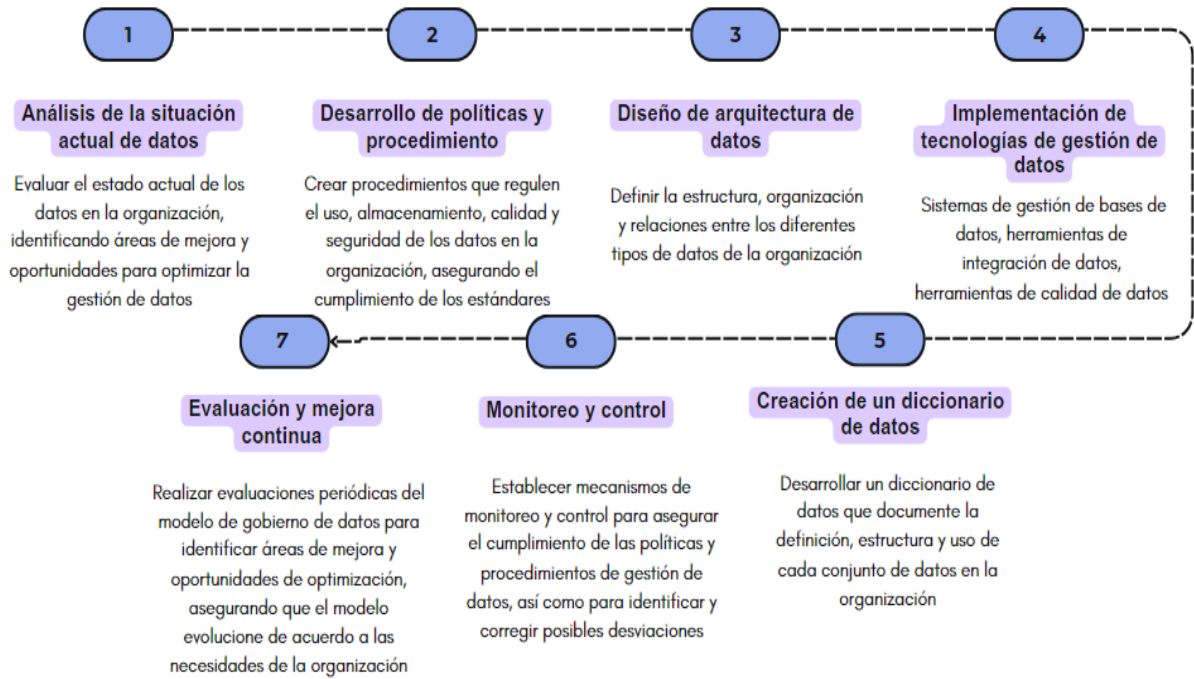 1
Análisis de la situación
actual de datos
Evaluar el estado actual de los
datos en la organización,
identificando áreas de mejora y
oportunidades para optimizar la
gestión de datos
2
Desarrollo de políticas y
procedimiento
Crear procedimientos que regulen
el uso, almacenamiento, calidad y
seguridad de los datos en la
organización, asegurando el
cumplimiento de los estándares
3
Diseño de arquitectura de
datos
Definir la estructura, organización
y relaciones entre los diferentes
tipos de datos de la organización
4
Implementación de
tecnologías de gestión de
datos
Sistemas de gestión de bases de
datos, herramientas de
integración de datos,
herramientas de calidad de datos
5
Creación de un diccionario
de datos
Desarrollar un diccionario de
datos que documente la
definición, estructura y uso de
cada conjunto de datos en la
organización
6
Monitoreo y control
Establecer mecanismos de
monitoreo y control para asegurar
el cumplimiento de las políticas y
procedimientos de gestión de
datos, así como para identificar y
corregir posibles desviaciones
7
Evaluación y mejora
continua
Realizar evaluaciones periódicas del
modelo de gobierno de datos para
identificar áreas de mejora y
oportunidades de optimización,
asegurando que el modelo
evolucione de acuerdo a las
necesidades de la organización